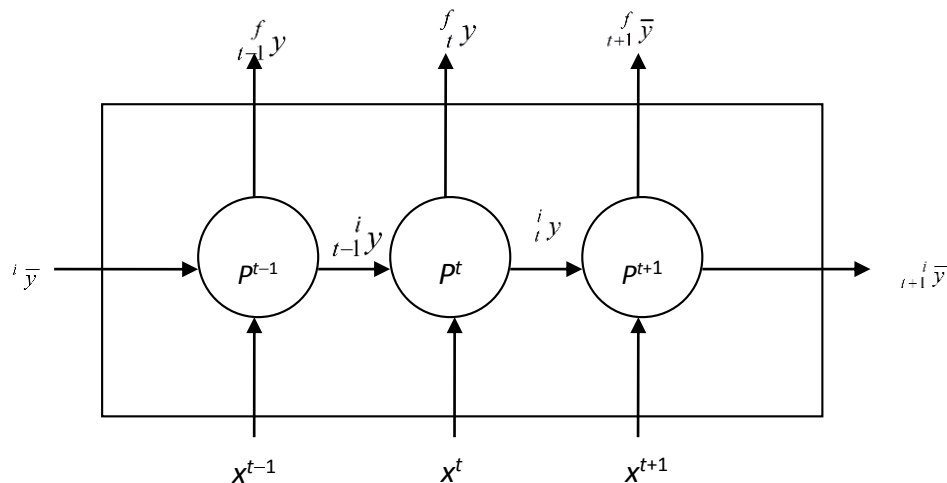 f t–1 y f t y f t+1 ȳ
i t–1 y i t y
i ȳ P^{t–1} P^t P^{t+1} i t+1 ȳ
x^{t–1} x^t x^{t+1}